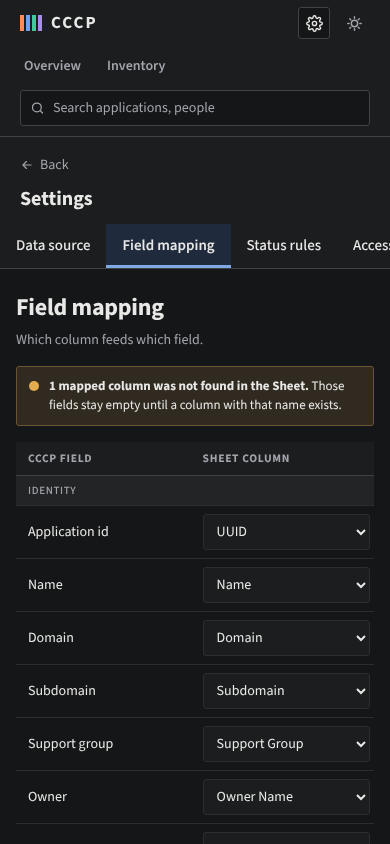 CCCP
Overview Inventory
Search applications, people
← Back
Settings
Data source Field mapping Status rules Access
Field mapping
Which column feeds which field.
1 mapped column was not found in the Sheet. Those
fields stay empty until a column with that name exists.
CCCP FIELD SHEET COLUMN
IDENTITY
Application id UUID
Name Name
Domain Domain
Subdomain Subdomain
Support group Support Group
Owner Owner Name